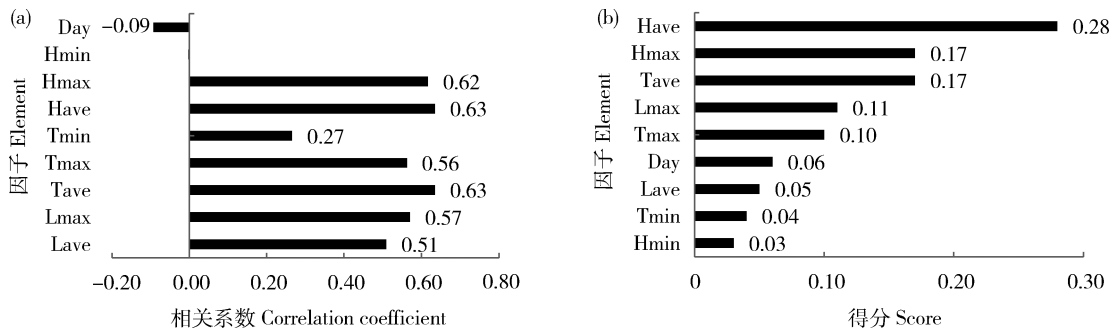 (a)
Day −0.09
Hmin
Hmax 0.62
Have 0.63
Tmin 0.27
Tmax 0.56
Tave 0.63
Lmax 0.57
Lave 0.51
因子 Element
−0.20 0.00 0.20 0.40 0.60 0.80
相关系数 Correlation coefficient
(b)
Have 0.28
Hmax 0.17
Tave 0.17
Lmax 0.11
Tmax 0.10
Day 0.06
Lave 0.05
Tmin 0.04
Hmin 0.03
因子 Element
0 0.10 0.20 0.30
得分 Score